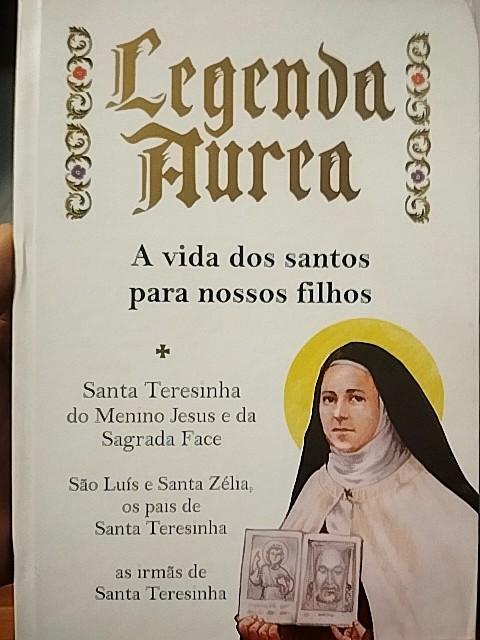 Legenda
Aurea
A vida dos santos
para nossos filhos
Santa Teresinha
do Menino Jesus e da
Sagrada Face
São Luís e Santa Zélia,
os pais de
Santa Teresinha
as irmãs de
Santa Teresinha